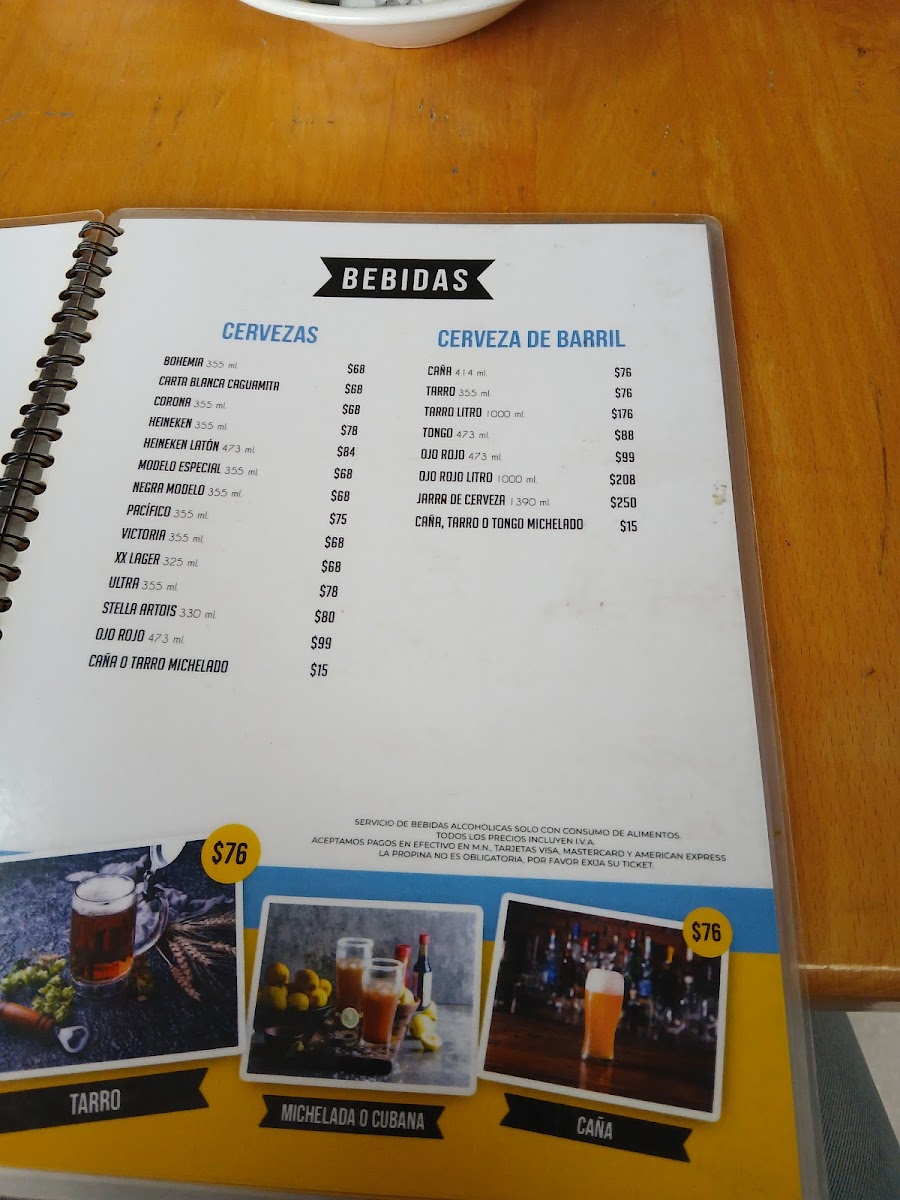 BEBIDAS
CERVEZAS
BOHEMIA 355 ml. $68
CARTA BLANCA CAGUAMITA $68
CORONA 355 ml. $68
HEINEKEN 355 ml. $78
HEINEKEN LATÓN 473 ml. $84
MODELO ESPECIAL 355 ml. $68
NEGRA MODELO 355 ml. $68
PACÍFICO 355 ml. $75
VICTORIA 355 ml. $68
XX LAGER 325 ml. $68
ULTRA 355 ml. $78
STELLA ARTOIS 330 ml. $80
OJO ROJO 473 ml. $99
CAÑA O TARRO MICHELADO $15
CERVEZA DE BARRIL
CAÑA 414 ml. $76
TARRO 355 ml. $76
TARRO LITRO 1000 ml. $176
TONGO 473 ml. $88
OJO ROJO 473 ml. $99
OJO ROJO LITRO 1000 ml. $208
JARRA DE CERVEZA 1390 ml. $250
CAÑA, TARRO O TONGO MICHELADO $15
SERVICIO DE BEBIDAS ALCOHÓLICAS SOLO CON CONSUMO DE ALIMENTOS.
TODOS LOS PRECIOS INCLUYEN I.V.A.
ACEPTAMOS PAGOS EN EFECTIVO EN M.N., TARJETAS VISA, MASTERCARD Y AMERICAN EXPRESS
LA PROPINA NO ES OBLIGATORIA, POR FAVOR EXIJA SU TICKET.
$76
TARRO
MICHELADA O CUBANA
$76
CAÑA